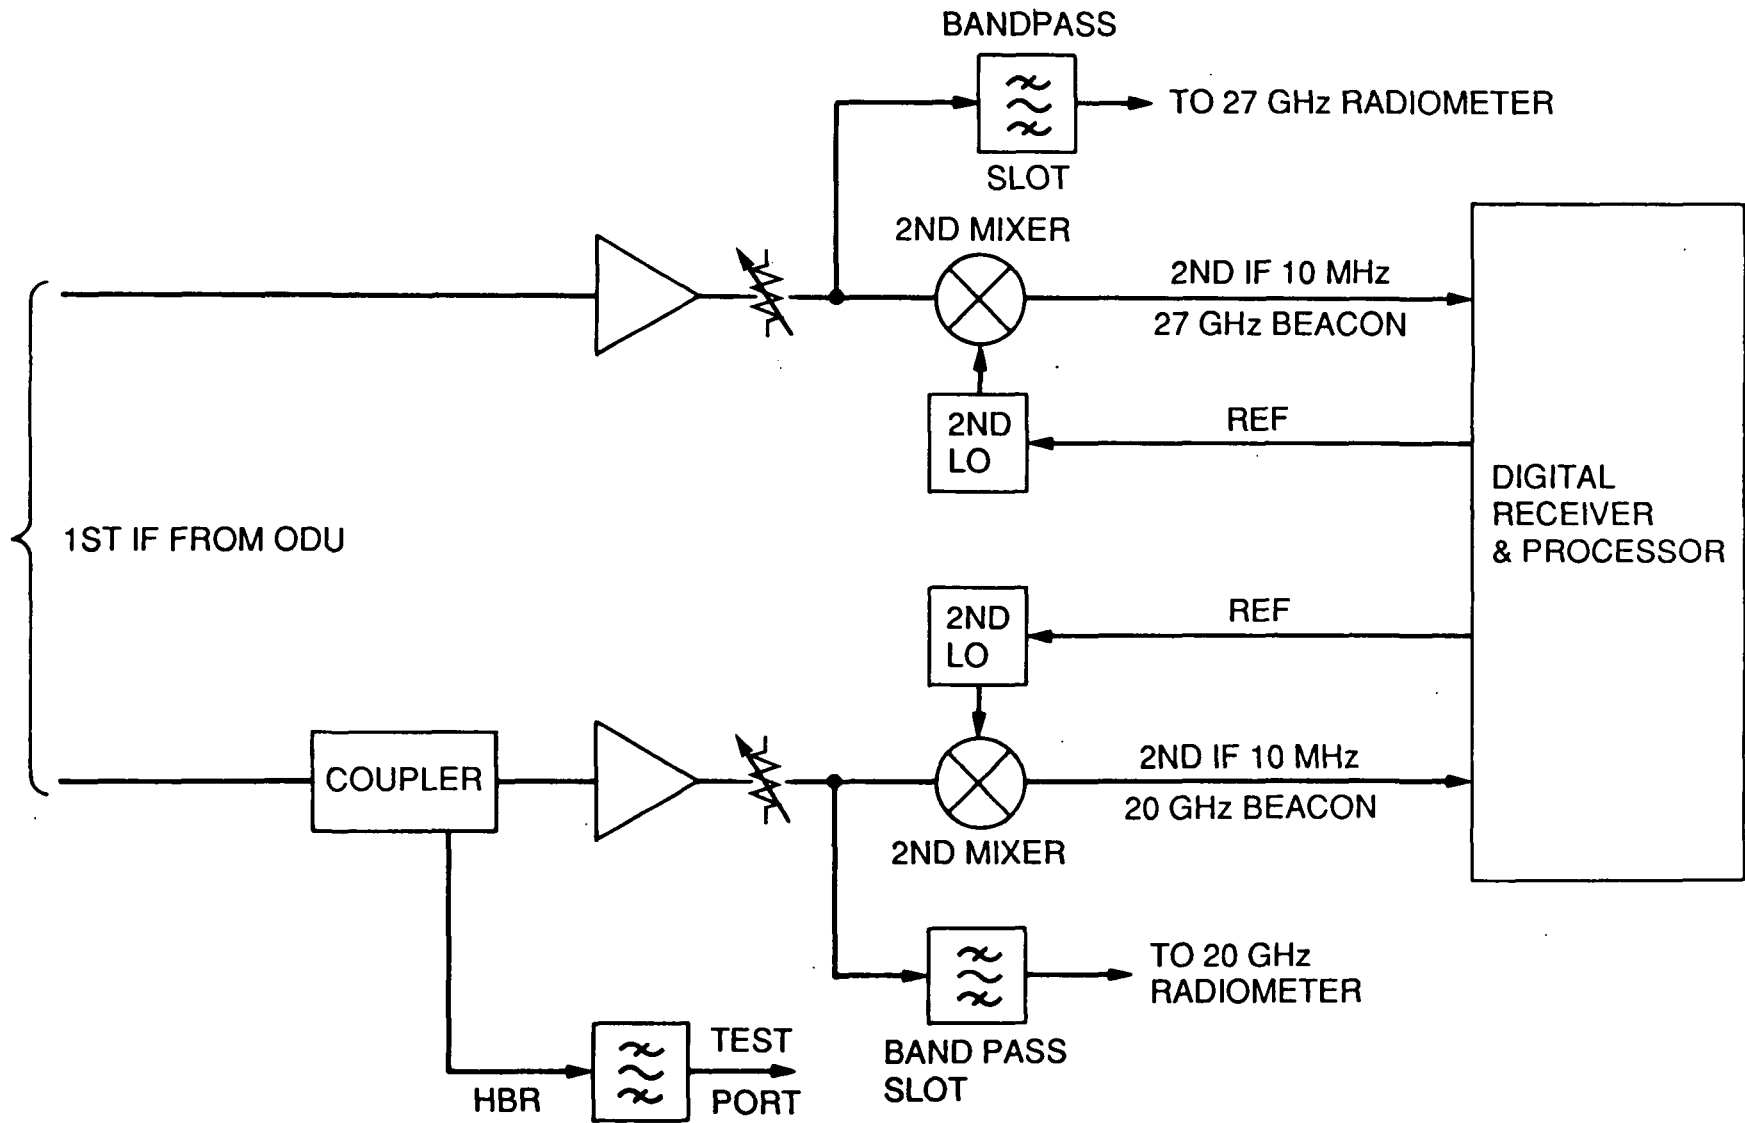 BANDPASS
TO 27 GHz RADIOMETER
SLOT
2ND MIXER
2ND IF 10 MHz
27 GHz BEACON
2ND
LO
REF
DIGITAL
RECEIVER
& PROCESSOR
1ST IF FROM ODU
2ND
LO
REF
COUPLER
2ND IF 10 MHz
20 GHz BEACON
2ND MIXER
TO 20 GHz
RADIOMETER
BAND PASS
SLOT
HBR
TEST
PORT